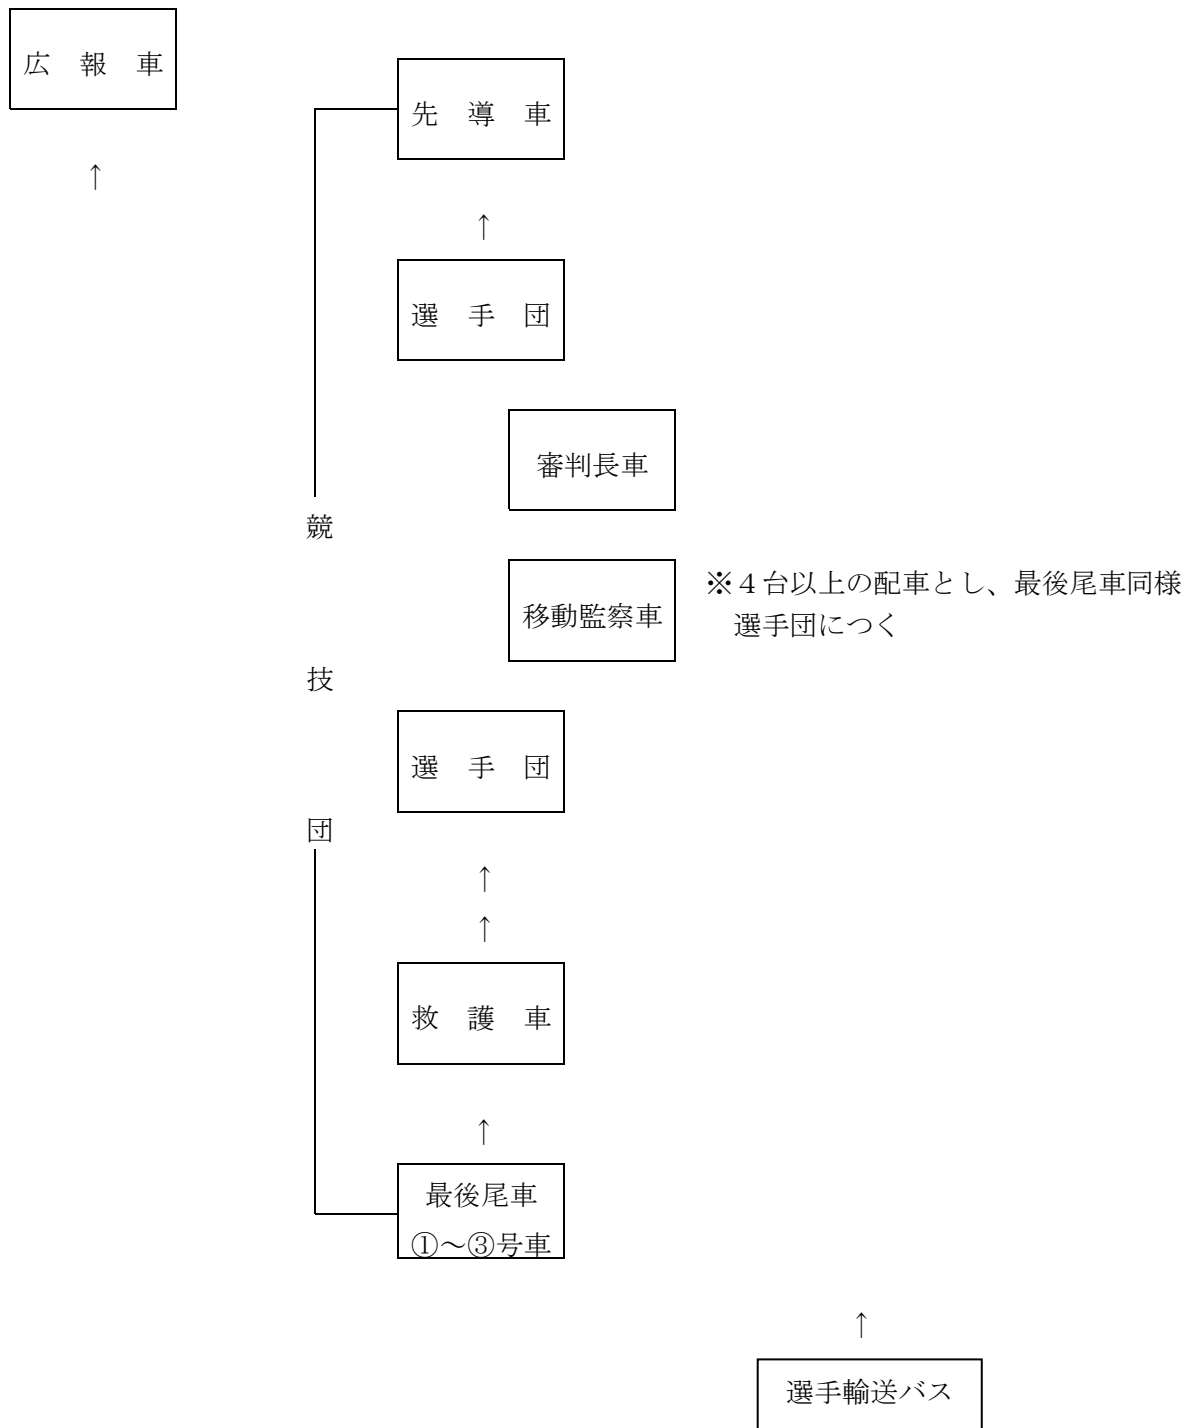 広　報　車
先　導　車
↑
↑
選　手　団
審判長車
競
移動監察車
※４台以上の配車とし、最後尾車同様
選手団につく
技
選　手　団
団
↑
↑
救　護　車
↑
最後尾車
①～③号車
↑
選手輸送バス